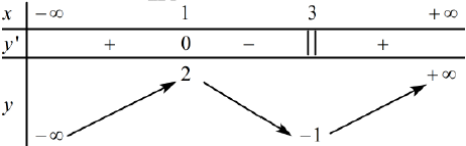 x −∞ 1 3 +∞
y' + 0 − || +
2 +∞
y
−∞ −1